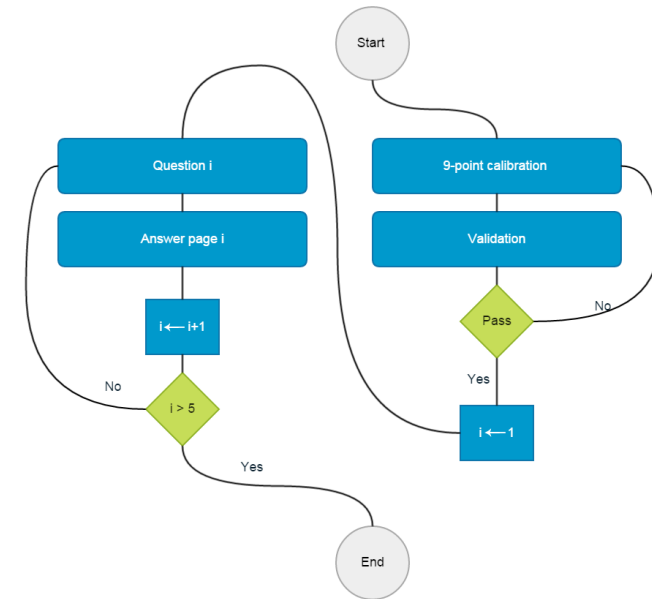 Start
9-point calibration
Validation
Pass
No
Yes
i ← 1
Question i
Answer page i
i ← i+1
i > 5
No
Yes
End